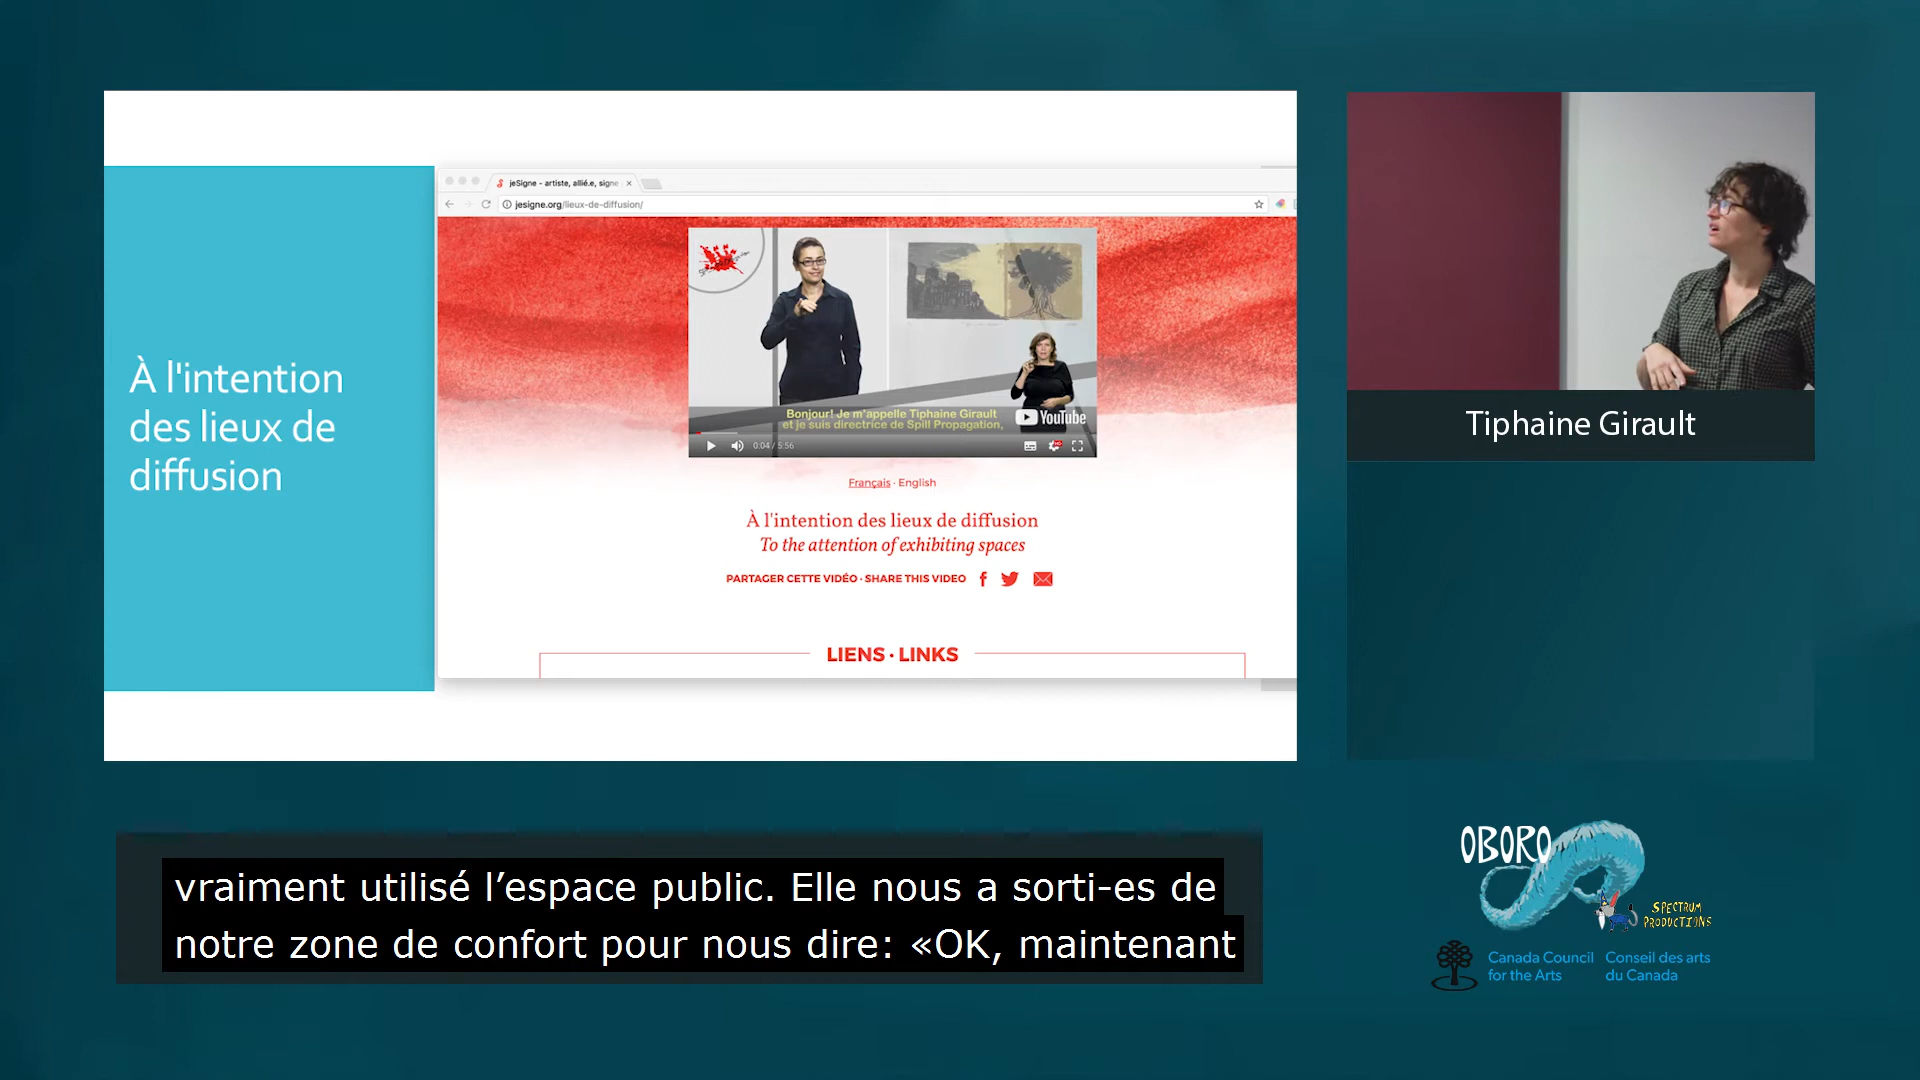 À l'intention
des lieux de
diffusion
jeSigne - artiste, allié.e, signe
jesigne.org/lieux-de-diffusion/
Bonjour! Je m'appelle Tiphaine Girault
et je suis directrice de Spill Propagation,
YouTube
0:04 / 5:56
Français · English
À l'intention des lieux de diffusion
To the attention of exhibiting spaces
PARTAGER CETTE VIDÉO · SHARE THIS VIDEO
LIENS · LINKS
Tiphaine Girault
vraiment utilisé l’espace public. Elle nous a sorti-es de
notre zone de confort pour nous dire: «OK, maintenant
OBORO
SPECTRUM
PRODUCTIONS
Canada Council Conseil des arts
for the Arts du Canada